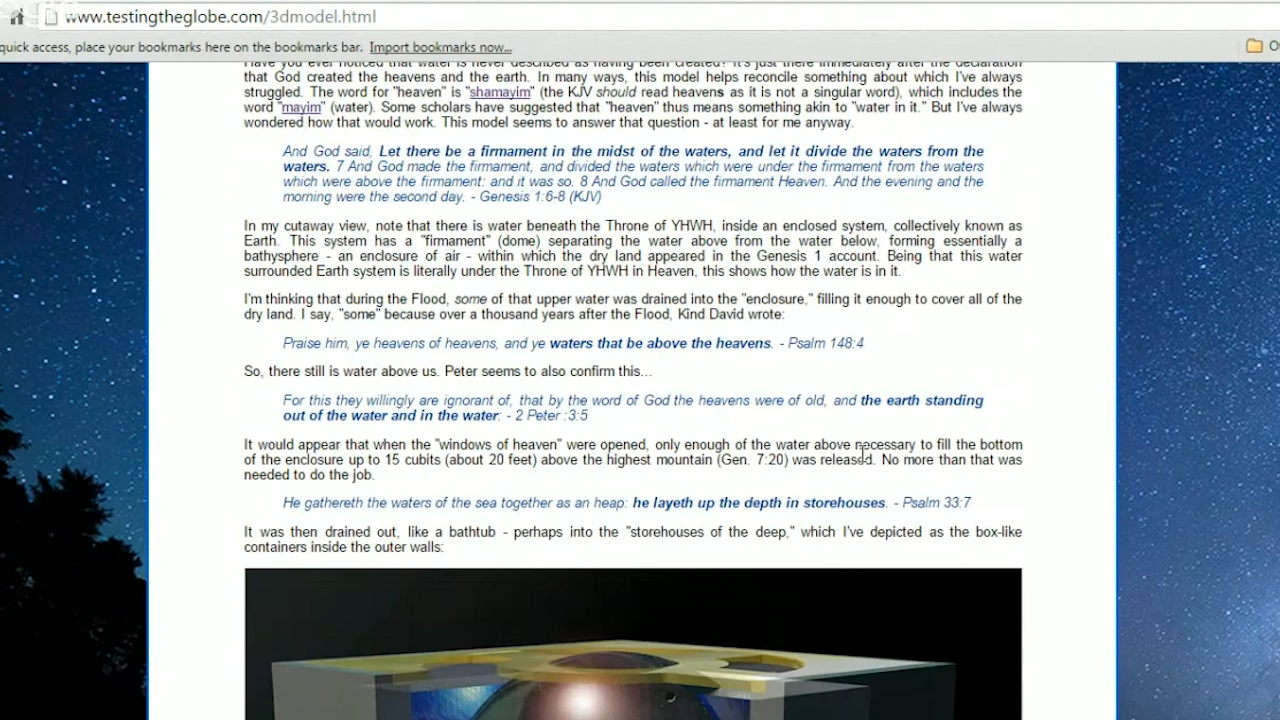 www.testingtheglobe.com/3dmodel.html
quick access, place your bookmarks here on the bookmarks bar. Import bookmarks now...
Have you ever noticed that water is never described as having been created? It's just there immediately after the declaration
that God created the heavens and the earth. In many ways, this model helps reconcile something about which I've always
struggled. The word for "heaven" is "shamayim" (the KJV should read heavens as it is not a singular word), which includes the
word "mayim" (water). Some scholars have suggested that "heaven" thus means something akin to "water in it." But I've always
wondered how that would work. This model seems to answer that question - at least for me anyway.
And God said, Let there be a firmament in the midst of the waters, and let it divide the waters from the
waters. 7 And God made the firmament, and divided the waters which were under the firmament from the waters
which were above the firmament: and it was so. 8 And God called the firmament Heaven. And the evening and the
morning were the second day. - Genesis 1:6-8 (KJV)
In my cutaway view, note that there is water beneath the Throne of YHWH, inside an enclosed system, collectively known as
Earth. This system has a "firmament" (dome) separating the water above from the water below, forming essentially a
bathysphere - an enclosure of air - within which the dry land appeared in the Genesis 1 account. Being that this water
surrounded Earth system is literally under the Throne of YHWH in Heaven, this shows how the water is in it.
I'm thinking that during the Flood, some of that upper water was drained into the "enclosure," filling it enough to cover all of the
dry land. I say, "some" because over a thousand years after the Flood, Kind David wrote:
Praise him, ye heavens of heavens, and ye waters that be above the heavens. - Psalm 148:4
So, there still is water above us. Peter seems to also confirm this...
For this they willingly are ignorant of, that by the word of God the heavens were of old, and the earth standing
out of the water and in the water: - 2 Peter :3:5
It would appear that when the "windows of heaven" were opened, only enough of the water above necessary to fill the bottom
of the enclosure up to 15 cubits (about 20 feet) above the highest mountain (Gen. 7:20) was released. No more than that was
needed to do the job.
He gathereth the waters of the sea together as an heap: he layeth up the depth in storehouses. - Psalm 33:7
It was then drained out, like a bathtub - perhaps into the "storehouses of the deep," which I've depicted as the box-like
containers inside the outer walls: